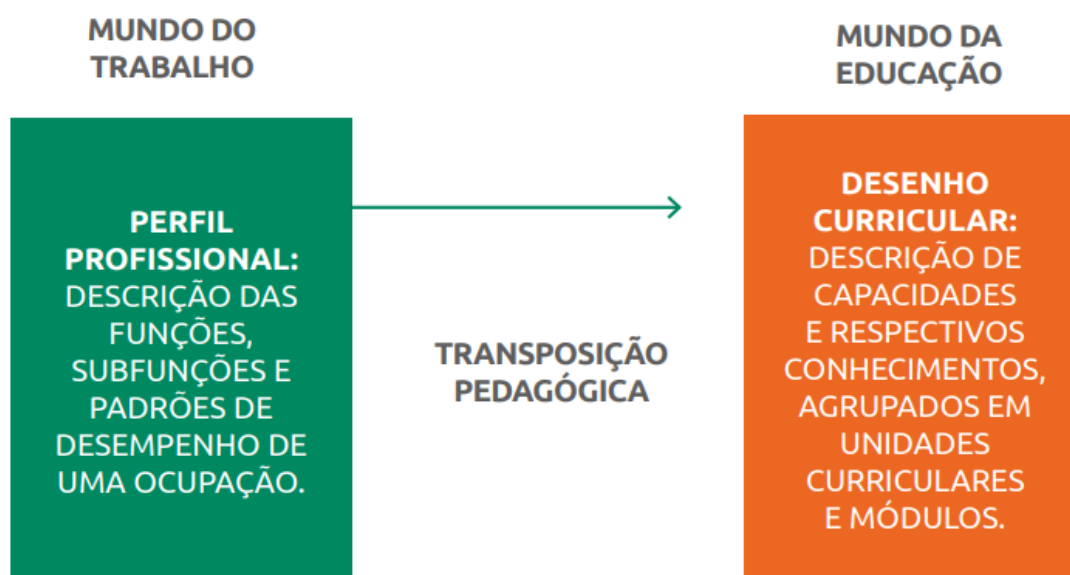 MUNDO DO
TRABALHO
PERFIL
PROFISSIONAL:
DESCRIÇÃO DAS
FUNÇÕES,
SUBFUNÇÕES E
PADRÕES DE
DESEMPENHO DE
UMA OCUPAÇÃO.
TRANSPOSIÇÃO
PEDAGÓGICA
MUNDO DA
EDUCAÇÃO
DESENHO
CURRICULAR:
DESCRIÇÃO DE
CAPACIDADES
E RESPECTIVOS
CONHECIMENTOS,
AGRUPADOS EM
UNIDADES
CURRICULARES
E MÓDULOS.